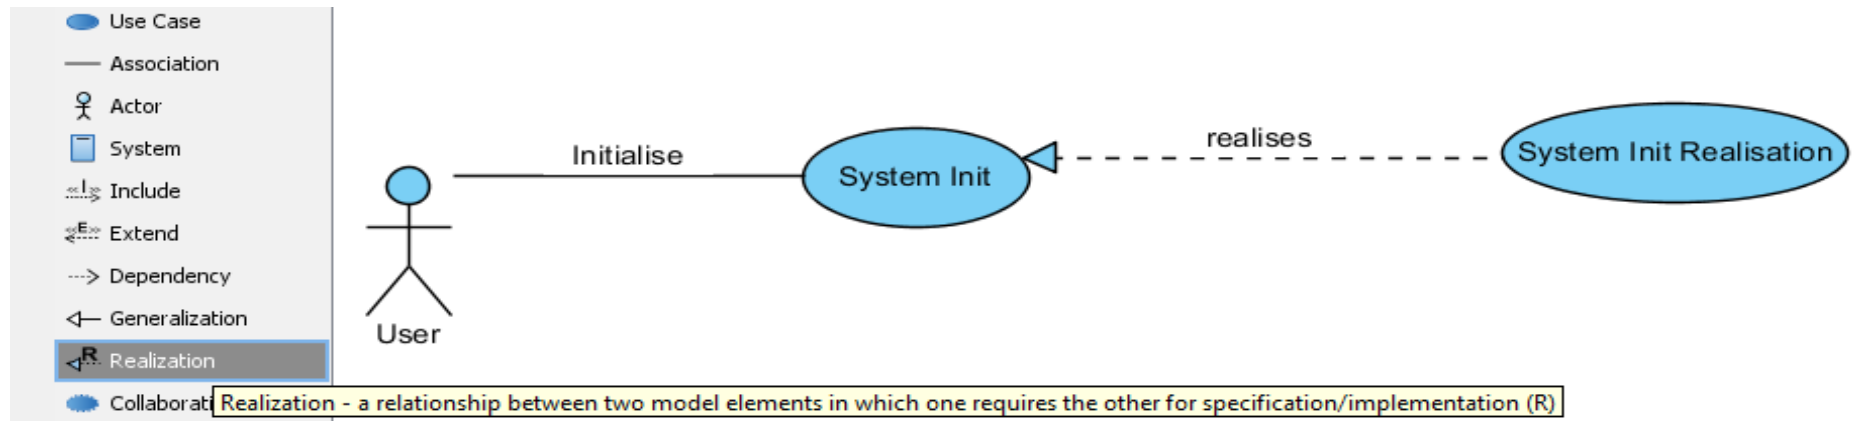 Use Case
Association
Actor
System
Include
Extend
Dependency
Generalization
Realization
Collaborati
Realization - a relationship between two model elements in which one requires the other for specification/implementation (R)
User
Initialise
System Init
realises
System Init Realisation